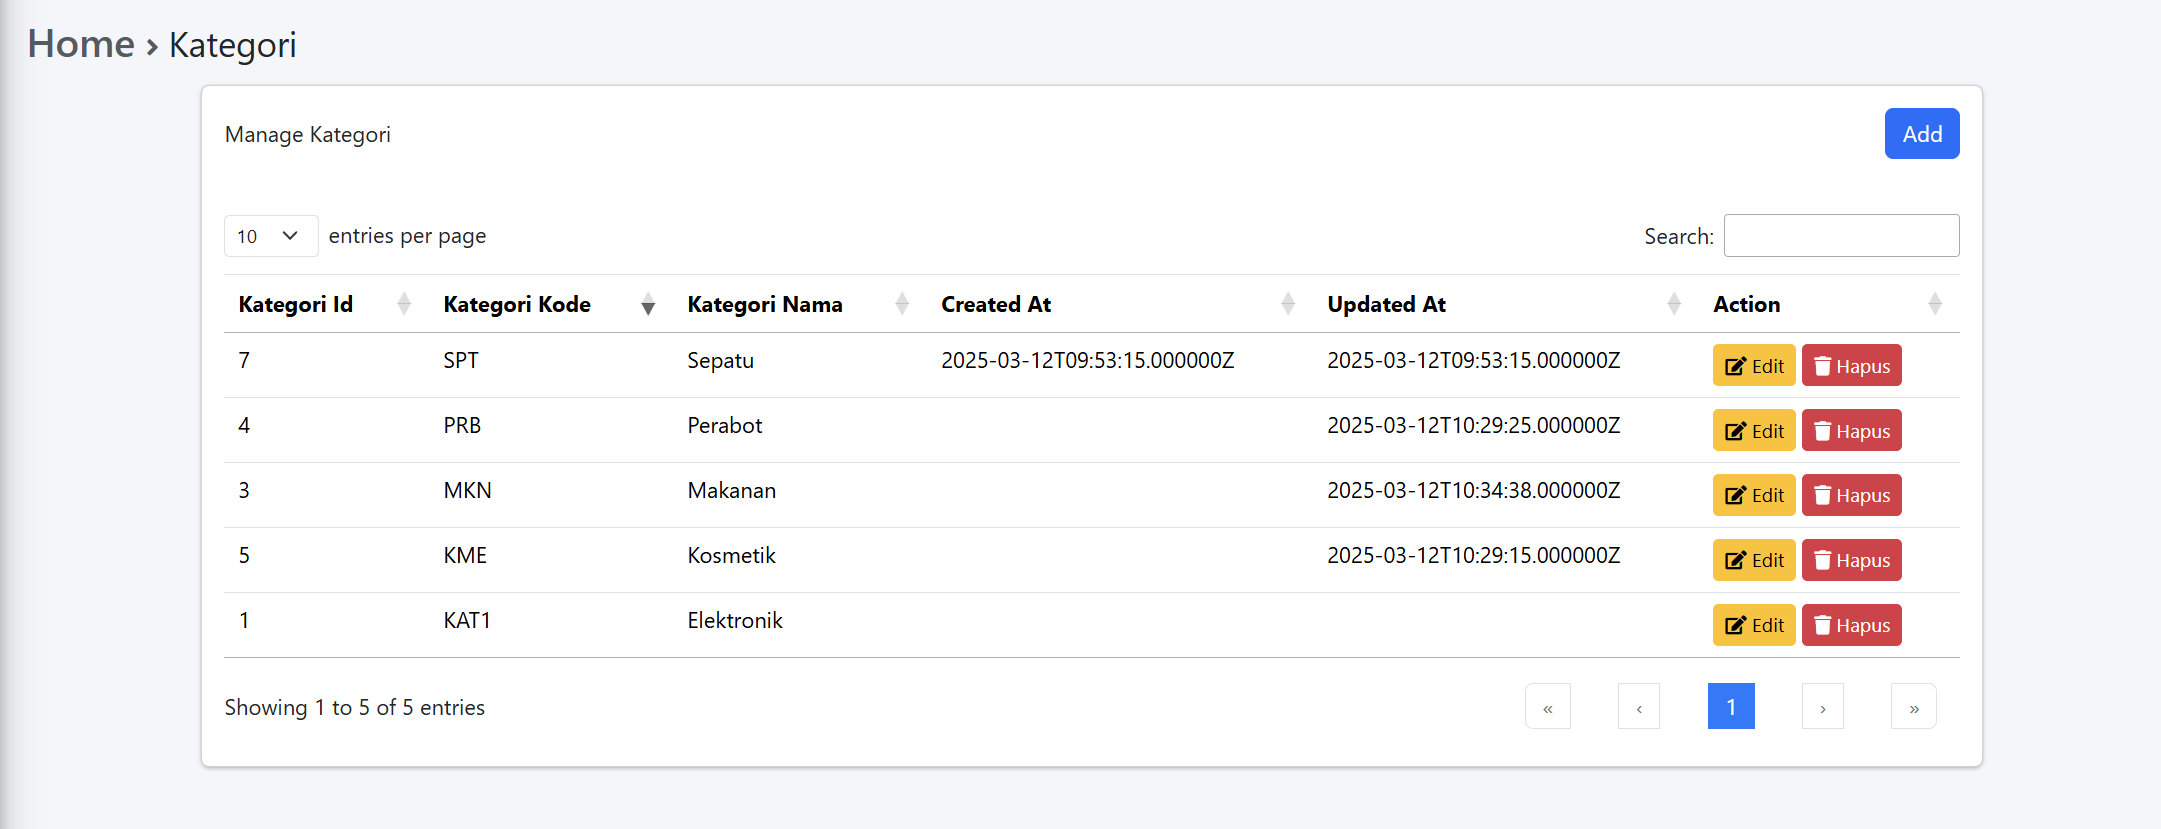 Home › Kategori
Manage Kategori Add
10 entries per page Search:
Kategori Id Kategori Kode Kategori Nama Created At Updated At Action
7 SPT Sepatu 2025-03-12T09:53:15.000000Z 2025-03-12T09:53:15.000000Z Edit Hapus
4 PRB Perabot 2025-03-12T10:29:25.000000Z Edit Hapus
3 MKN Makanan 2025-03-12T10:34:38.000000Z Edit Hapus
5 KME Kosmetik 2025-03-12T10:29:15.000000Z Edit Hapus
1 KAT1 Elektronik Edit Hapus
Showing 1 to 5 of 5 entries « ‹ 1 › »